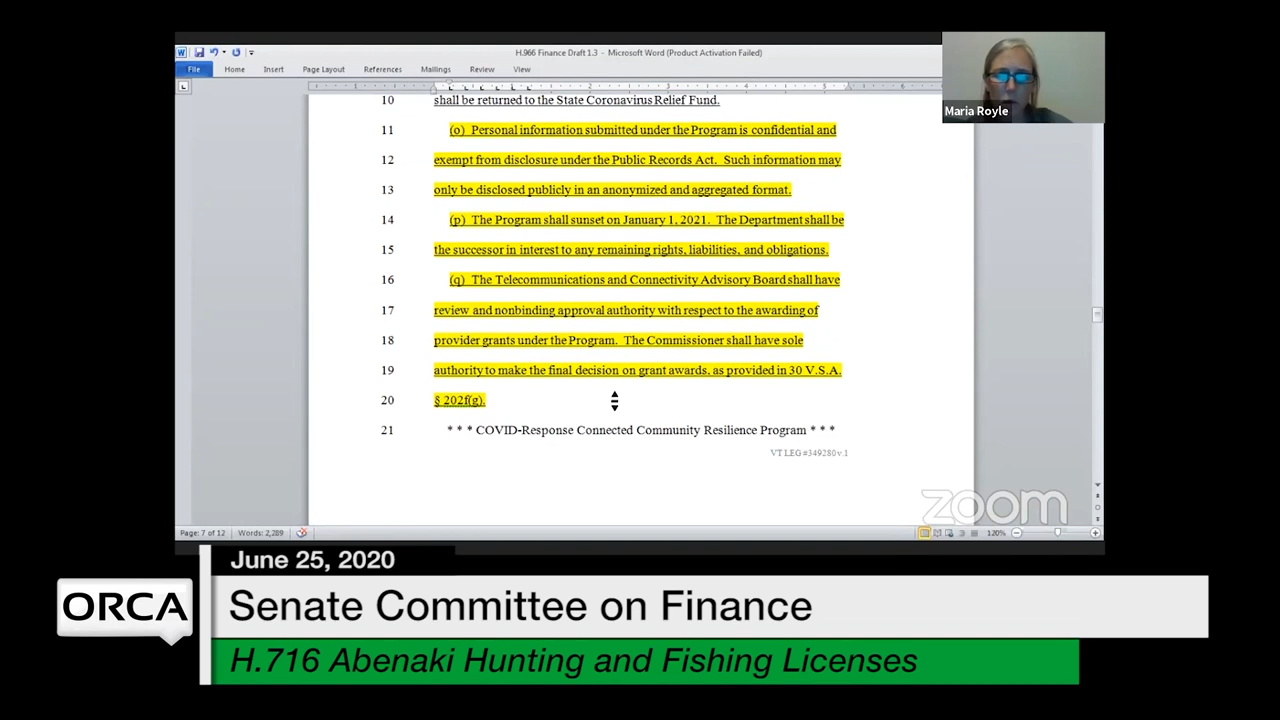 H.966 Finance Draft 1.3 - Microsoft Word (Product Activation Failed)
File Home Insert Page Layout References Mailings Review View
Maria Royle
10 shall be returned to the State Coronavirus Relief Fund.
11 (o) Personal information submitted under the Program is confidential and
12 exempt from disclosure under the Public Records Act. Such information may
13 only be disclosed publicly in an anonymized and aggregated format.
14 (p) The Program shall sunset on January 1, 2021. The Department shall be
15 the successor in interest to any remaining rights, liabilities, and obligations.
16 (q) The Telecommunications and Connectivity Advisory Board shall have
17 review and nonbinding approval authority with respect to the awarding of
18 provider grants under the Program. The Commissioner shall have sole
19 authority to make the final decision on grant awards, as provided in 30 V.S.A.
20 § 202f(g).
21 * * * COVID-Response Connected Community Resilience Program * * *
VT LEG #349280 v.1
zoom
Page: 7 of 12 Words: 2,289 120%
June 25, 2020
ORCA
Senate Committee on Finance
H.716 Abenaki Hunting and Fishing Licenses